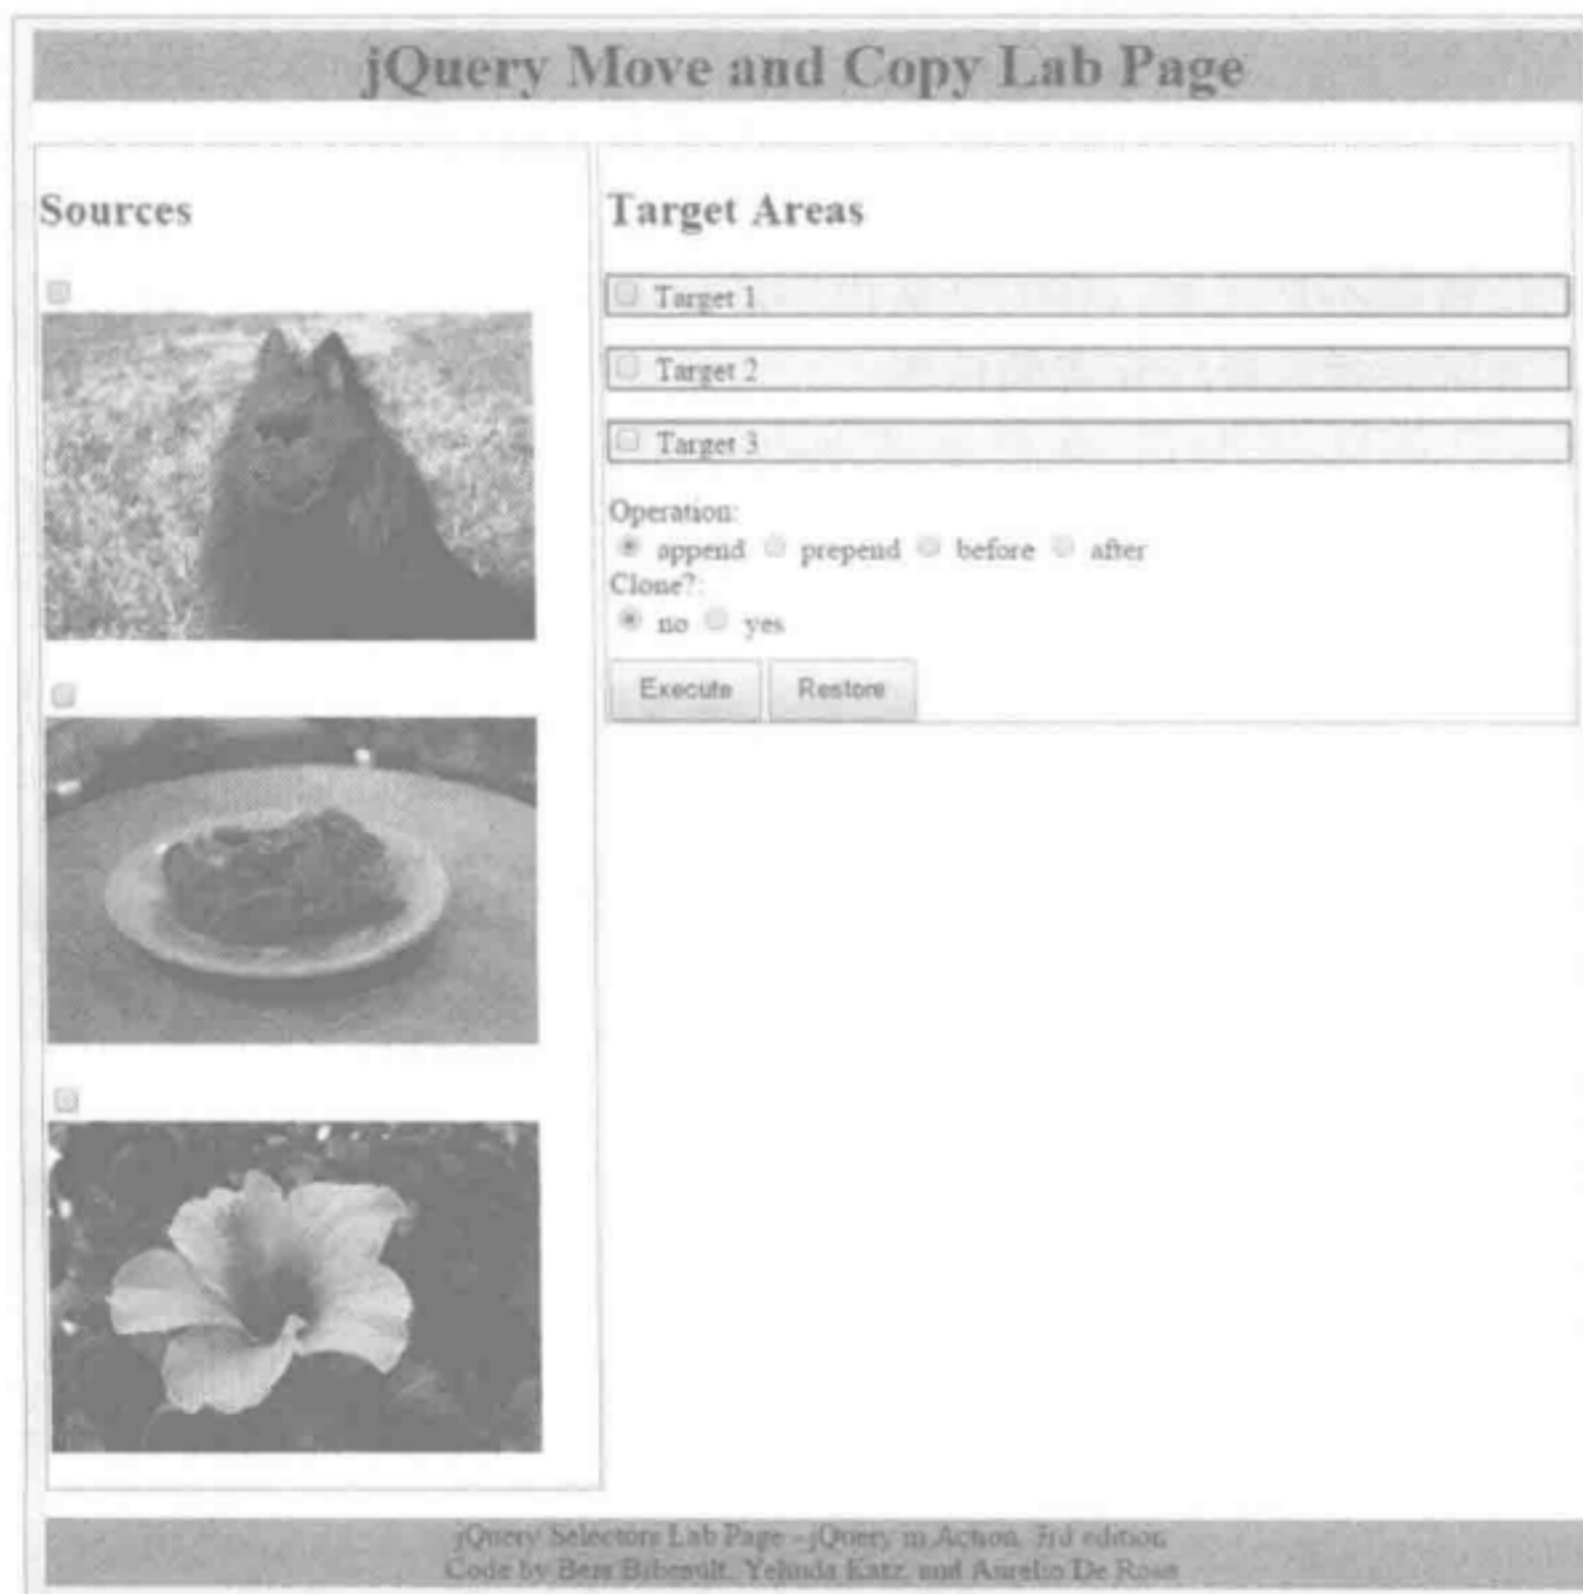 jQuery Move and Copy Lab Page
Sources
Target Areas
Target 1
Target 2
Target 3
Operation:
append prepend before after
Clone?:
no yes
Execute Restore
jQuery Selectors Lab Page - jQuery in Action, 3rd edition
Code by Bear Bibeault, Yehuda Katz, and Aurelio De Rosa